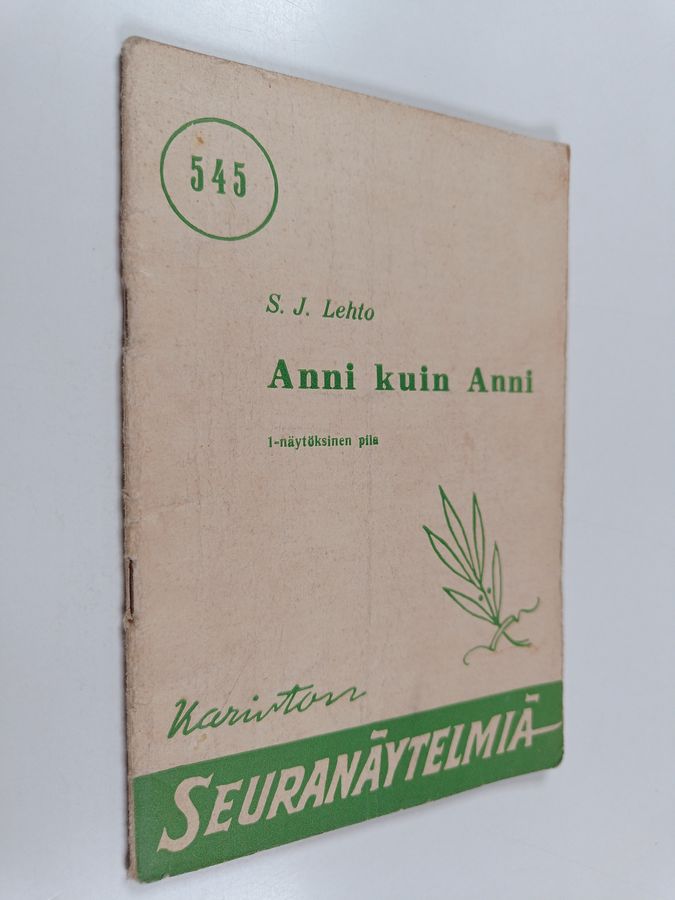 545
S. J. Lehto
Anni kuin Anni
1-näytöksinen pila
Kariston
SEURANÄYTELMIÄ